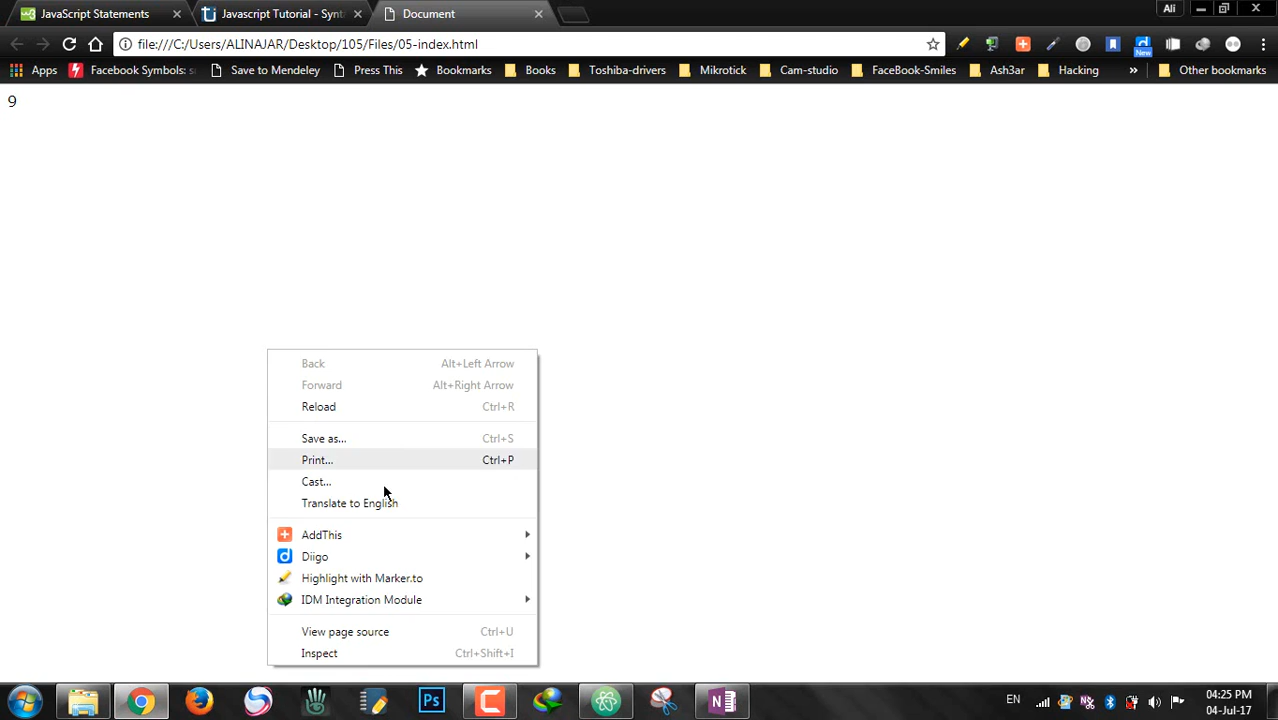 JavaScript Statements
Javascript Tutorial - Synt
Document
Ali
file:///C:/Users/ALINAJAR/Desktop/105/Files/05-index.html
New
Apps
Facebook Symbols: s
Save to Mendeley
Press This
Bookmarks
Books
Toshiba-drivers
Mikrotick
Cam-studio
FaceBook-Smiles
Ash3ar
Hacking
»
Other bookmarks
9
Back Alt+Left Arrow
Forward Alt+Right Arrow
Reload Ctrl+R
Save as... Ctrl+S
Print... Ctrl+P
Cast...
Translate to English
AddThis
Diigo
Highlight with Marker.to
IDM Integration Module
View page source Ctrl+U
Inspect Ctrl+Shift+I
Ps
EN
04:25 PM
04-Jul-17